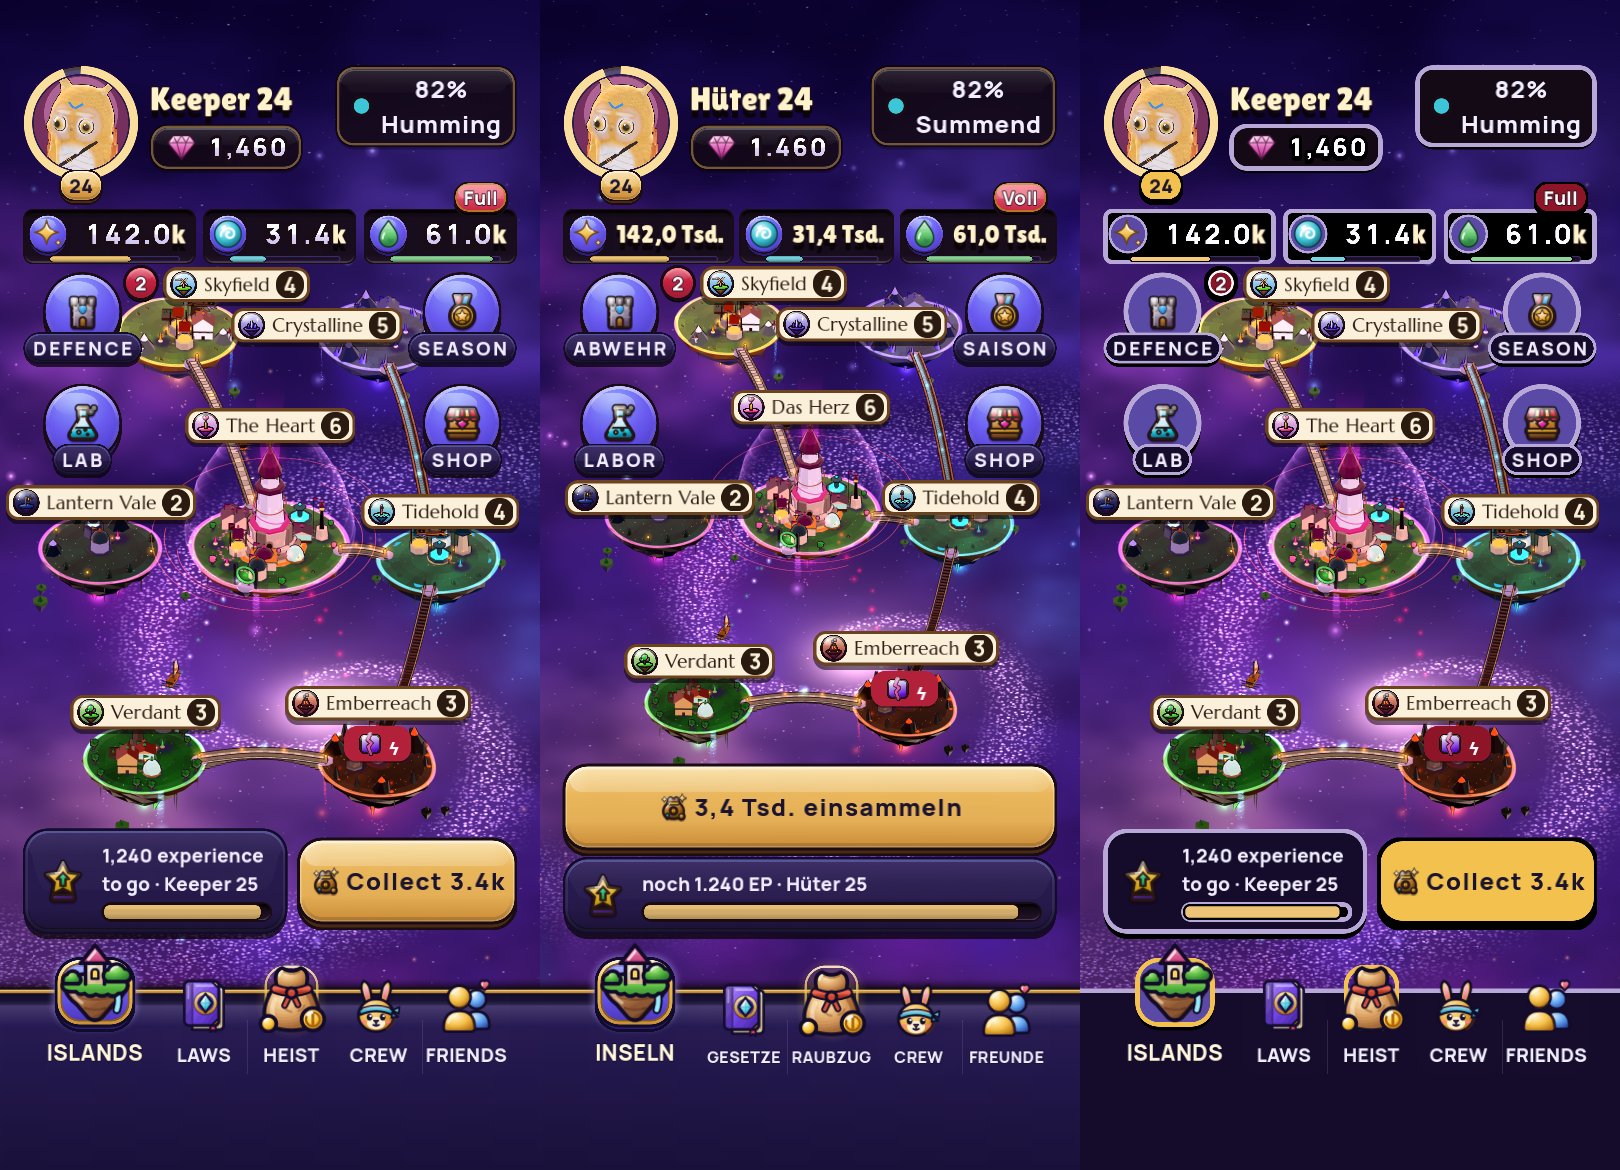 Keeper 24
82%
Humming
1,460
24
Full
142.0k
31.4k
61.0k
2
Skyfield 4
Crystalline 5
DEFENCE
SEASON
The Heart 6
LAB
SHOP
Lantern Vale 2
Tidehold 4
Verdant 3
Emberreach 3
1,240 experience
to go · Keeper 25
Collect 3.4k
ISLANDS
LAWS
HEIST
CREW
FRIENDS
Hüter 24
82%
Summend
1.460
24
Voll
142,0 Tsd.
31,4 Tsd.
61,0 Tsd.
2
Skyfield 4
Crystalline 5
ABWEHR
SAISON
Das Herz 6
LABOR
SHOP
Lantern Vale 2
Tidehold 4
Verdant 3
Emberreach 3
3,4 Tsd. einsammeln
noch 1.240 EP · Hüter 25
INSELN
GESETZE
RAUBZUG
CREW
FREUNDE
Keeper 24
82%
Humming
1,460
24
Full
142.0k
31.4k
61.0k
2
Skyfield 4
Crystalline 5
DEFENCE
SEASON
The Heart 6
LAB
SHOP
Lantern Vale 2
Tidehold 4
Verdant 3
Emberreach 3
1,240 experience
to go · Keeper 25
Collect 3.4k
ISLANDS
LAWS
HEIST
CREW
FRIENDS